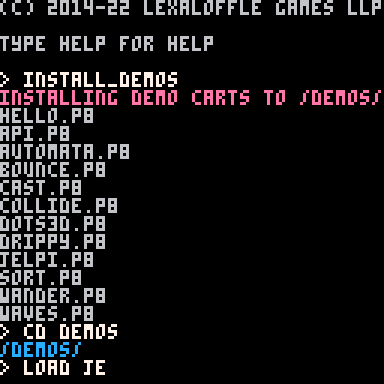 (C) 2014-22 LEXALOFFLE GAMES LLP
TYPE HELP FOR HELP
> INSTALL_DEMOS
INSTALLING DEMO CARTS TO /DEMOS/
HELLO.P8
API.P8
AUTOMATA.P8
BOUNCE.P8
CAST.P8
COLLIDE.P8
DOTS3D.P8
DRIPPY.P8
JELPI.P8
SORT.P8
WANDER.P8
WAVES.P8
> CD DEMOS
/DEMOS/
> LOAD JE